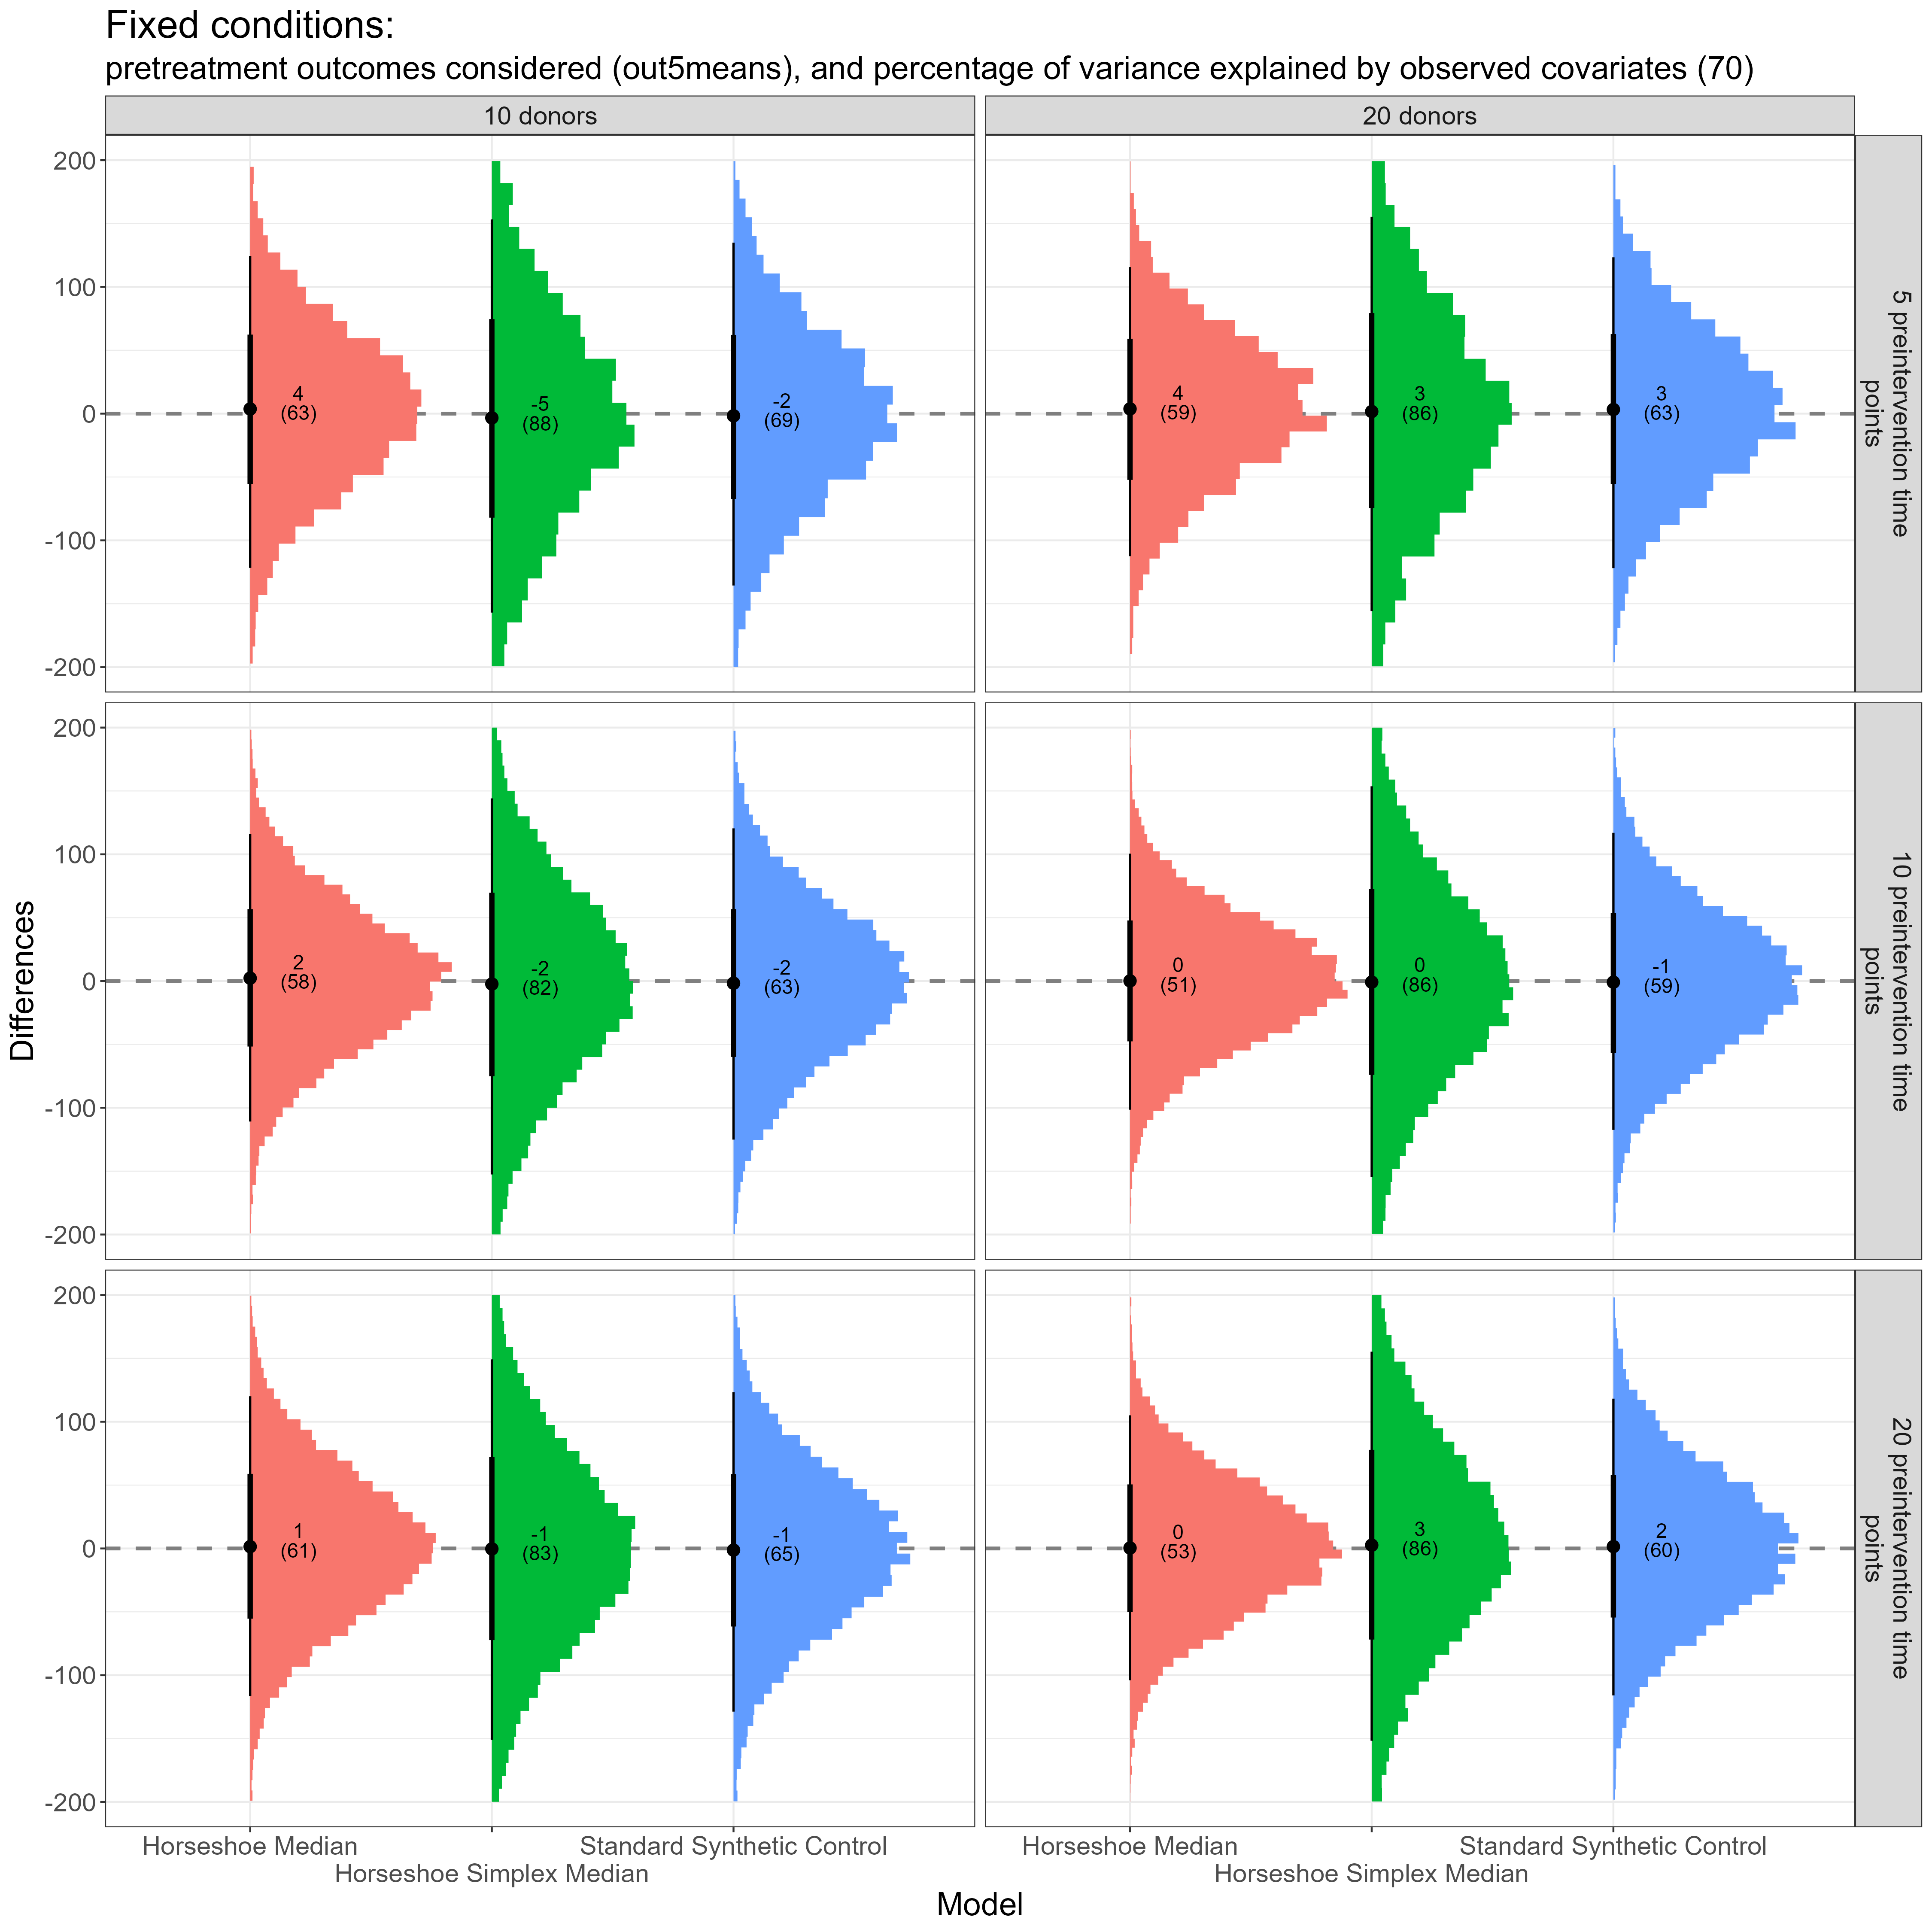 Fixed conditions:
pretreatment outcomes considered (out5means), and percentage of variance explained by observed covariates (70)
10 donors
20 donors
200
100
0
-100
-200
4
(63)
-5
(88)
-2
(69)
4
(59)
3
(86)
3
(63)
5 preintervention time
points
200
100
0
-100
-200
2
(58)
-2
(82)
-2
(63)
0
(51)
0
(86)
-1
(59)
10 preintervention time
points
200
100
0
-100
-200
1
(61)
-1
(83)
-1
(65)
0
(53)
3
(86)
2
(60)
20 preintervention time
points
Differences
Horseshoe Median
Horseshoe Simplex Median
Standard Synthetic Control
Horseshoe Median
Horseshoe Simplex Median
Standard Synthetic Control
Model